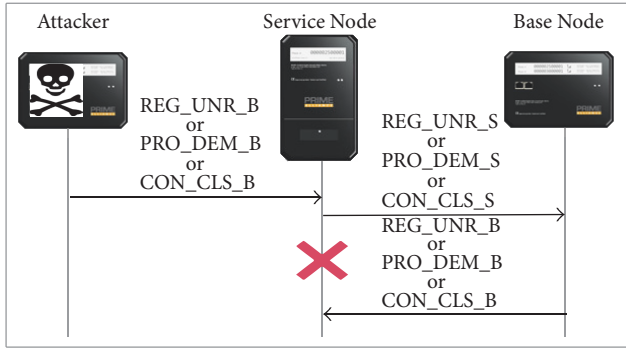 Attacker
Service Node
Base Node
PRIME
PRIME
PRIME
REG_UNR_B
or
PRO_DEM_B
or
CON_CLS_B
REG_UNR_S
or
PRO_DEM_S
or
CON_CLS_S
REG_UNR_B
or
PRO_DEM_B
or
CON_CLS_B